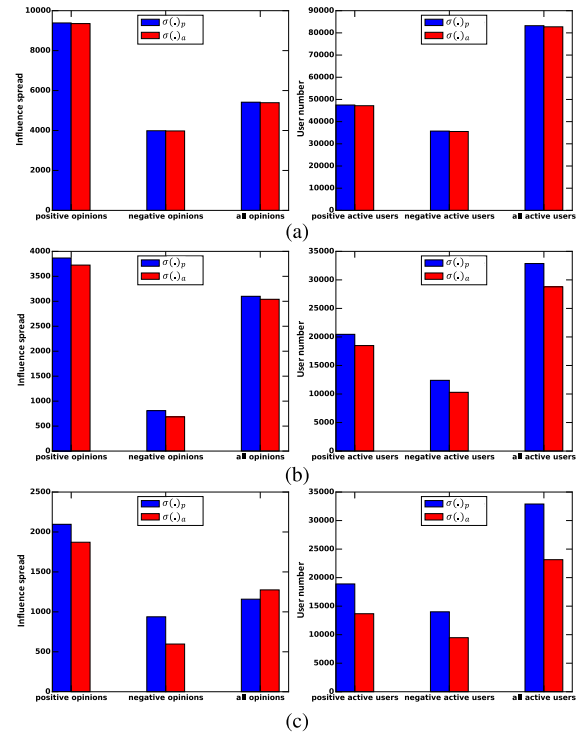 10000
8000
6000
4000
2000
0
Influence spread
σ(.)ₚ
σ(.)ₐ
positive opinions negative opinions all opinions
90000
80000
70000
60000
50000
40000
30000
20000
10000
0
User number
σ(.)ₚ
σ(.)ₐ
positive active users negative active users all active users
(a)
4000
3500
3000
2500
2000
1500
1000
500
0
Influence spread
σ(.)ₚ
σ(.)ₐ
positive opinions negative opinions all opinions
35000
30000
25000
20000
15000
10000
5000
0
User number
σ(.)ₚ
σ(.)ₐ
positive active users negative active users all active users
(b)
2500
2000
1500
1000
500
0
Influence spread
σ(.)ₚ
σ(.)ₐ
positive opinions negative opinions all opinions
35000
30000
25000
20000
15000
10000
5000
0
User number
σ(.)ₚ
σ(.)ₐ
positive active users negative active users all active users
(c)